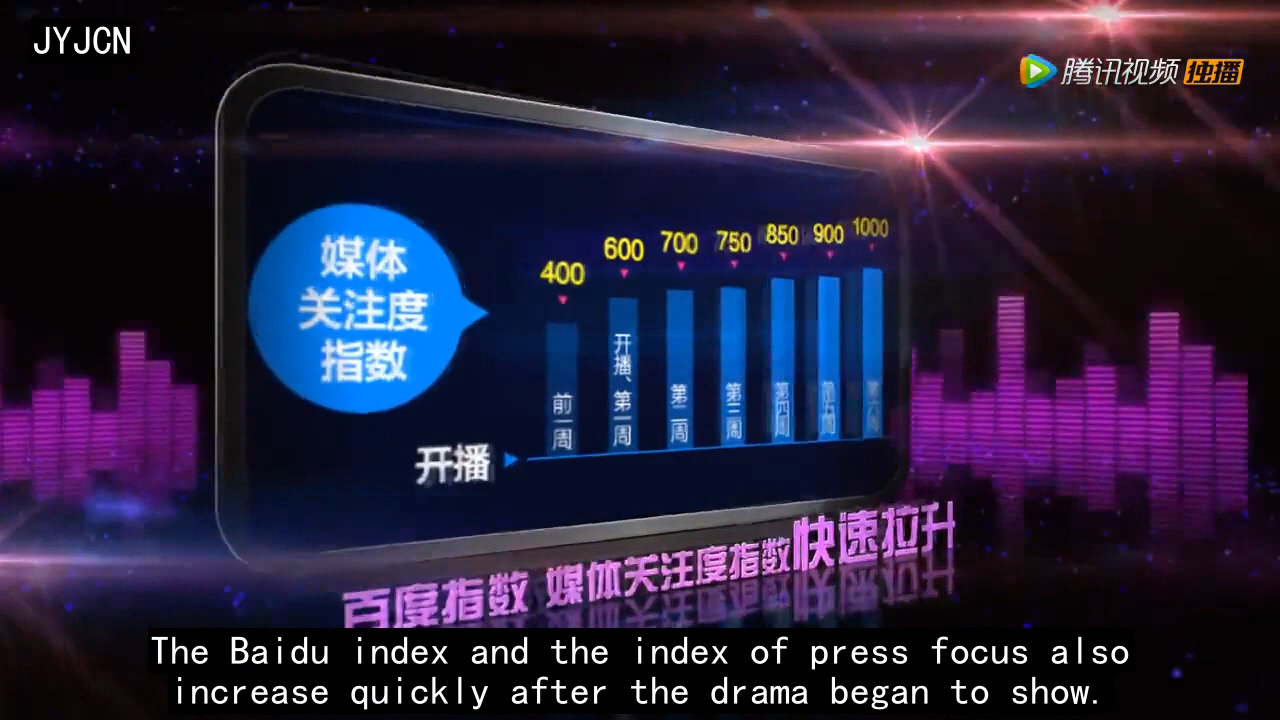 JYJCN
腾讯视频 独播
媒体
关注度
指数
400
600
700
750
850
900
1000
前一周
开播、第一周
第二周
第三周
第四周
第五周
开播
百度指数 媒体关注度指数快速拉升
The Baidu index and the index of press focus also
increase quickly after the drama began to show.